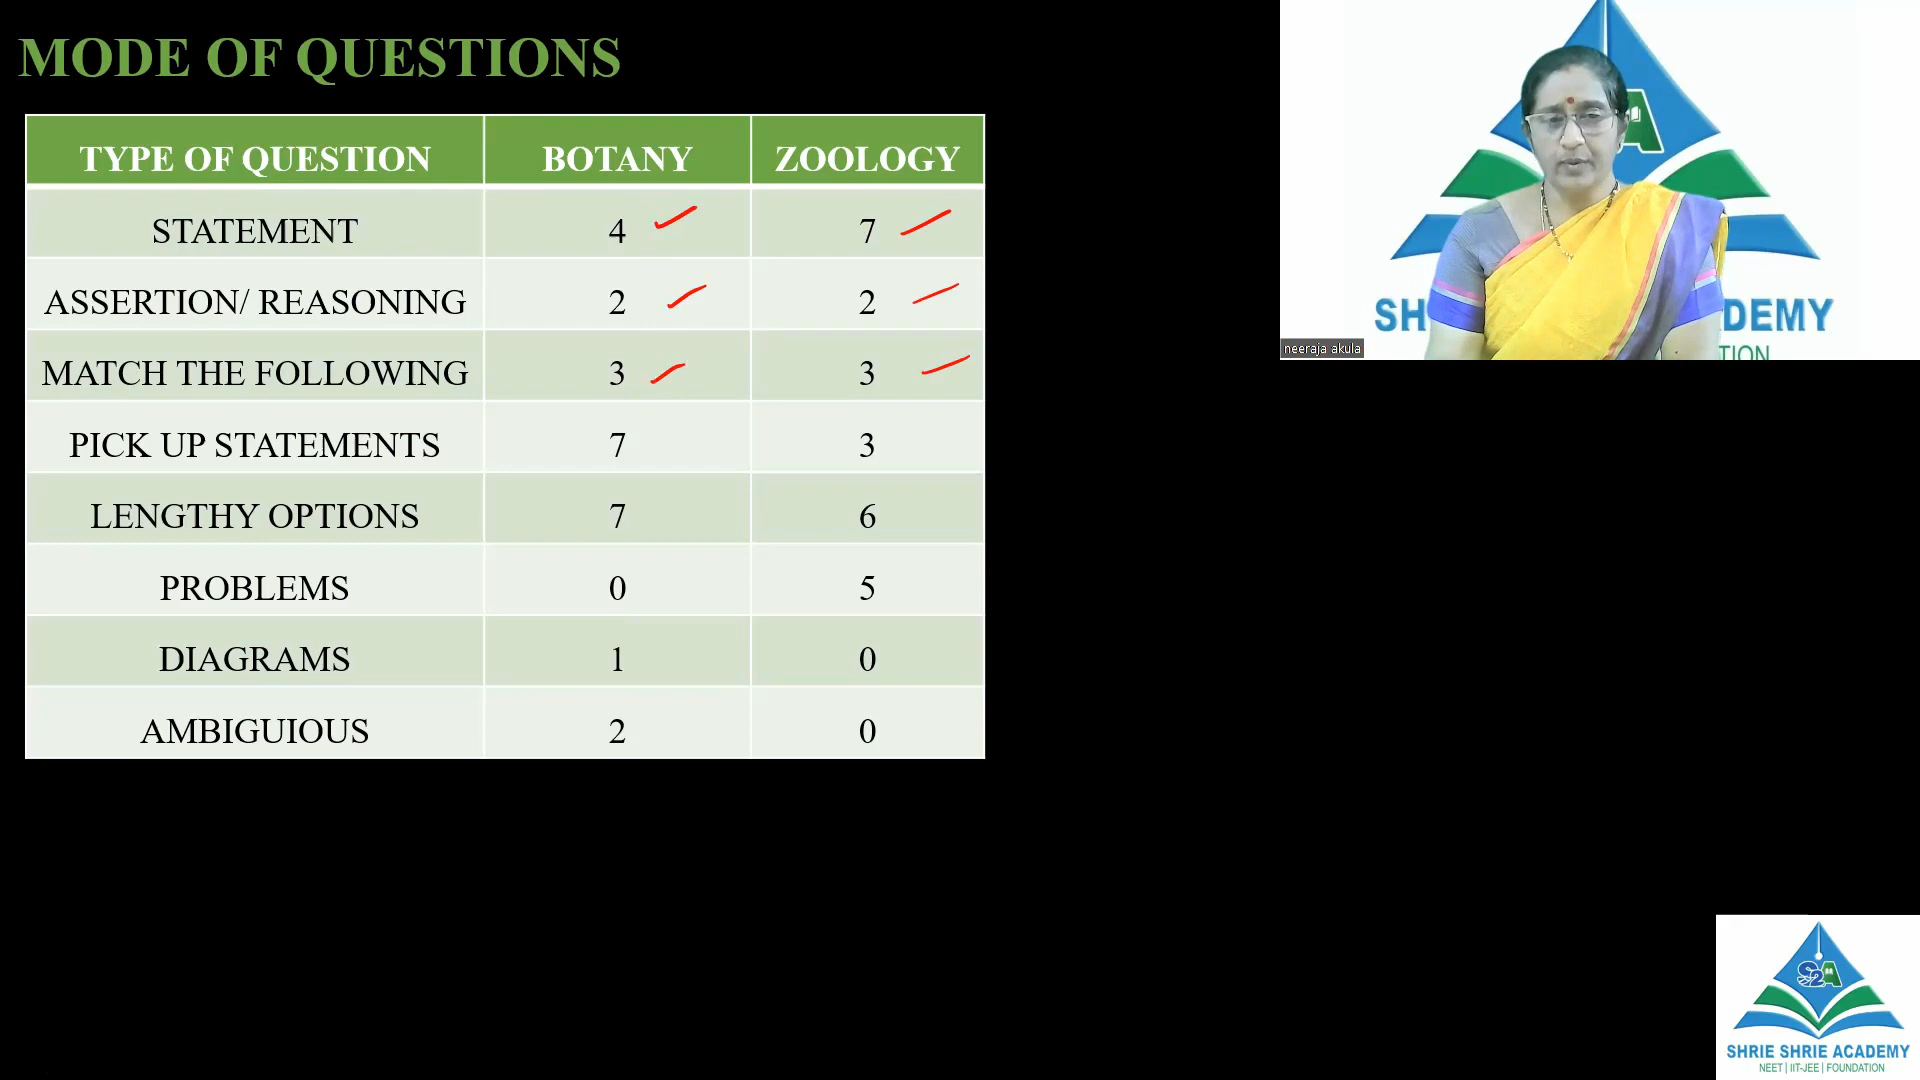 MODE OF QUESTIONS
TYPE OF QUESTION BOTANY ZOOLOGY
STATEMENT 4 7
ASSERTION/ REASONING 2 2
MATCH THE FOLLOWING 3 3
PICK UP STATEMENTS 7 3
LENGTHY OPTIONS 7 6
PROBLEMS 0 5
DIAGRAMS 1 0
AMBIGUIOUS 2 0
A
SH DEMY
TION
neeraja akula
S2A
SHRIE SHRIE ACADEMY
NEET | IIT-JEE | FOUNDATION